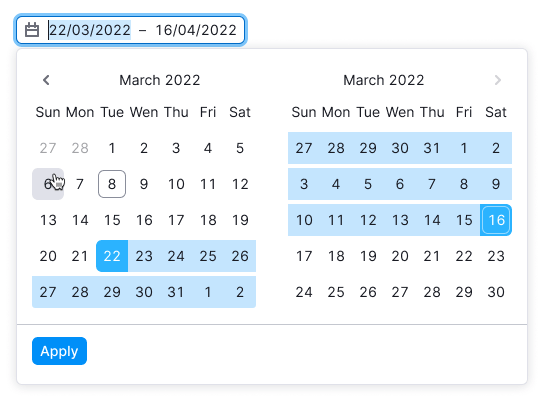 22/03/2022 – 16/04/2022
March 2022
Sun Mon Tue Wen Thu Fri Sat
27 28 1 2 3 4 5
6 7 8 9 10 11 12
13 14 15 16 17 18 19
20 21 22 23 24 25 26
27 28 29 30 31 1 2
March 2022
Sun Mon Tue Wen Thu Fri Sat
27 28 29 30 31 1 2
3 4 5 6 7 8 9
10 11 12 13 14 15 16
17 18 19 20 21 22 23
24 25 26 27 28 29 30
Apply